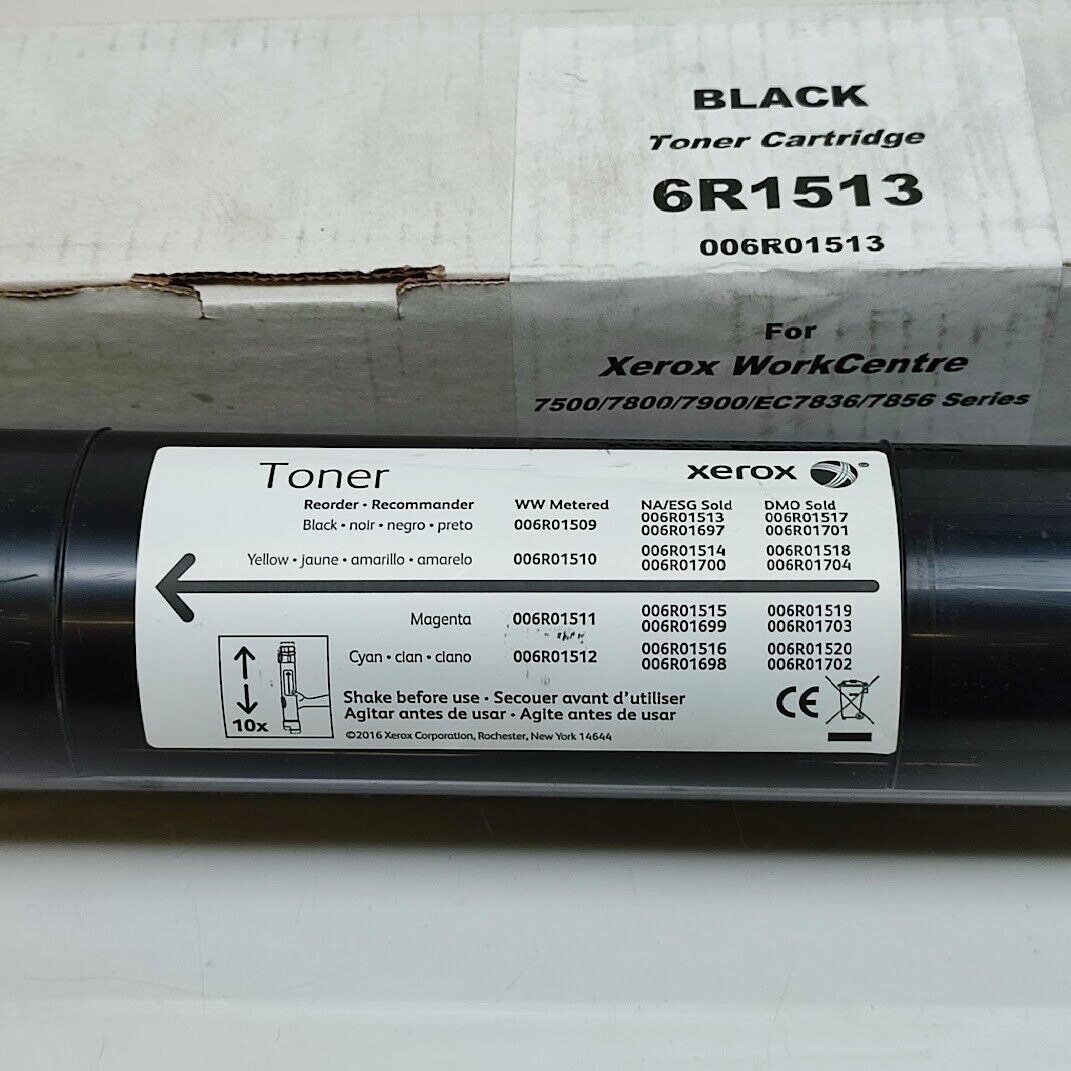 BLACK
Toner Cartridge
6R1513
006R01513
For
Xerox WorkCentre
7500/7800/7900/EC7836/7856 Series
Toner
xerox ®
Reorder • Recommander WW Metered NA/ESG Sold DMO Sold
Black • noir • negro • preto 006R01509 006R01513 006R01517
006R01697 006R01701
Yellow • jaune • amarillo • amarelo 006R01510 006R01514 006R01518
006R01700 006R01704
Magenta 006R01511 006R01515 006R01519
006R01699 006R01703
Cyan • cian • ciano 006R01512 006R01516 006R01520
006R01698 006R01702
10x
Shake before use • Secouer avant d'utiliser
Agitar antes de usar • Agite antes de usar
©2016 Xerox Corporation, Rochester, New York 14644
CE